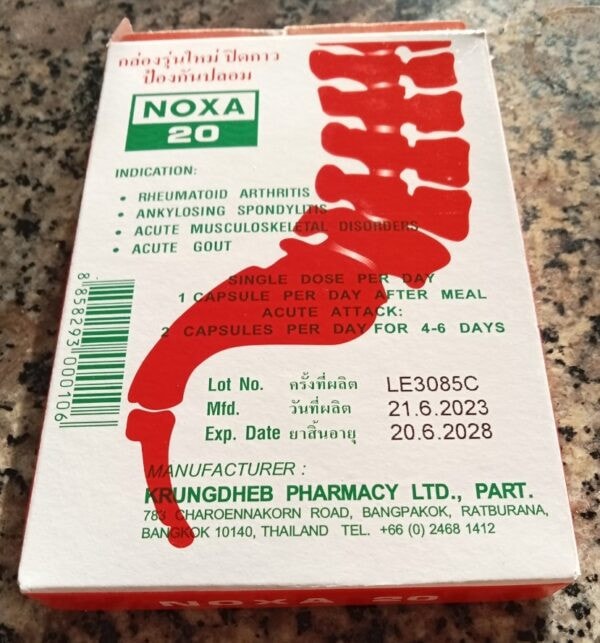 กล่องรุ่นใหม่ ปิดกาว
ป้องกันปลอม
NOXA
20
INDICATION:
• RHEUMATOID ARTHRITIS
• ANKYLOSING SPONDYLITIS
• ACUTE MUSCULOSKELETAL DISORDERS
• ACUTE GOUT
SINGLE DOSE PER DAY
1 CAPSULE PER DAY AFTER MEAL
ACUTE ATTACK:
2 CAPSULES PER DAY FOR 4-6 DAYS
8 858293 000106
Lot No. ครั้งที่ผลิต LE3085C
Mfd. วันที่ผลิต 21.6.2023
Exp. Date ยาสิ้นอายุ 20.6.2028
MANUFACTURER :
KRUNGDHEB PHARMACY LTD., PART.
783 CHAROENNAKORN ROAD, BANGPAKOK, RATBURANA,
BANGKOK 10140, THAILAND TEL. +66 (0) 2468 1412
NOXA 20